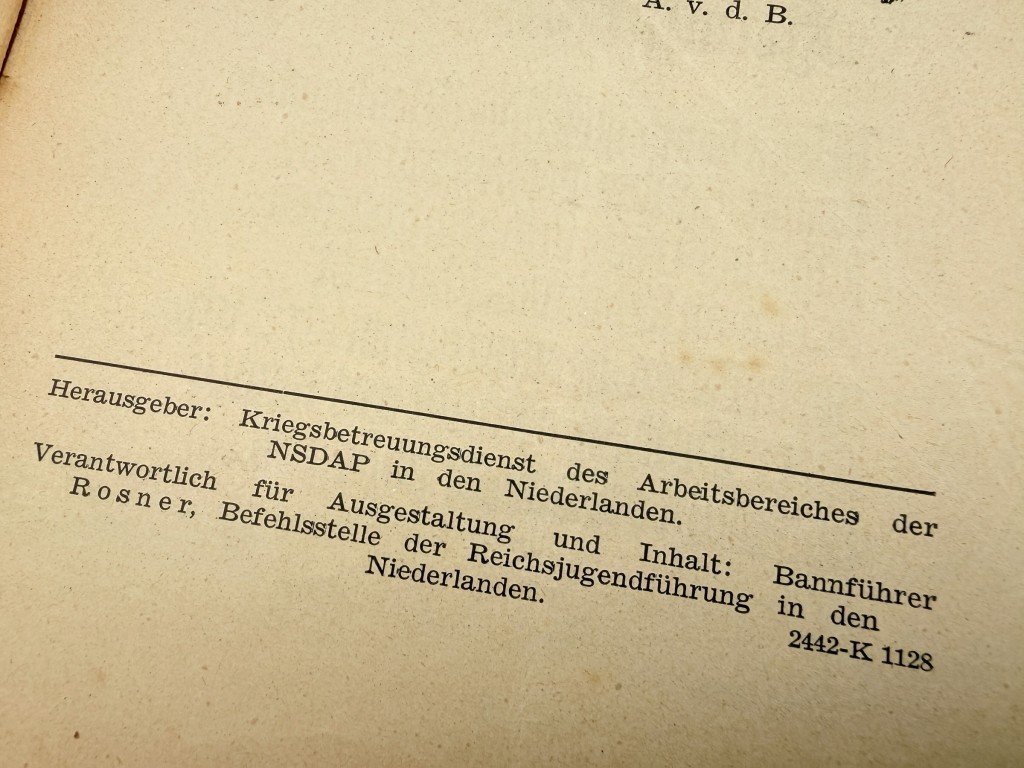 A. v. d. B.
Herausgeber: Kriegsbetreuungsdienst des Arbeitsbereiches der
NSDAP in den Niederlanden.
Verantwortlich für Ausgestaltung und Inhalt: Bannführer
Rosner, Befehlsstelle der Reichsjugendführung in den
Niederlanden.
2442-K 1128